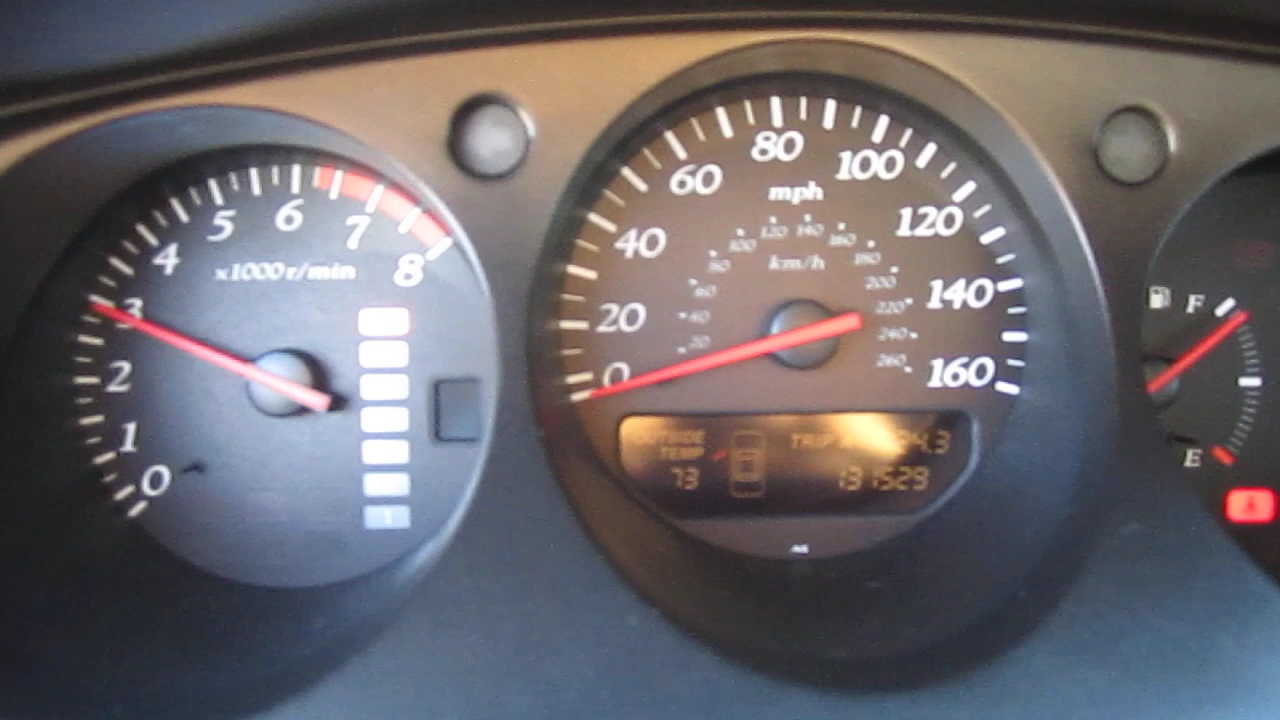 0 1 2 3 4 5 6 7 8
x1000r/min
1
0 20 40 60 80 100 120 140 160
mph
20 40 60 80 100 120 140 160 180 200 220 240 260
km/h
OUTSIDE TEMP
73
TRIP
131529
F
E